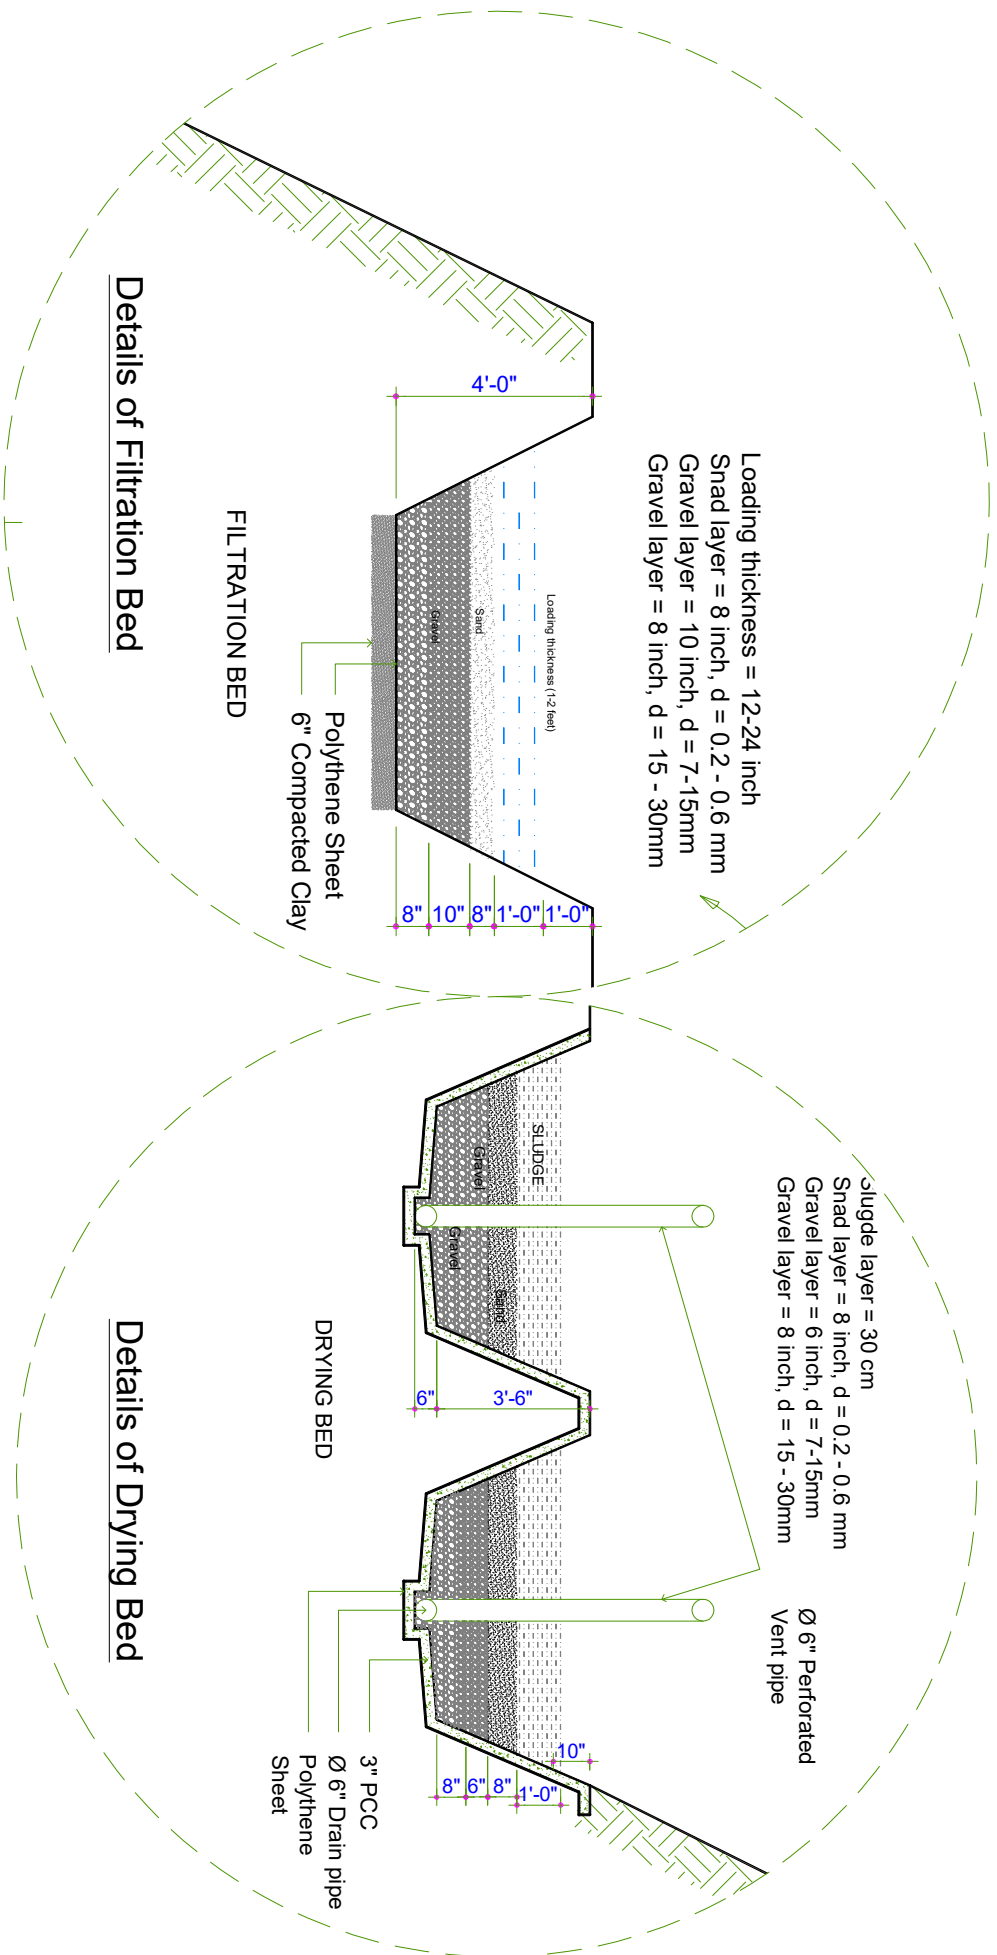 Loading thickness = 12-24 inch
Snad layer = 8 inch, d = 0.2 - 0.6 mm
Gravel layer = 10 inch, d = 7-15mm
Gravel layer = 8 inch, d = 15 - 30mm
4'-0"
Loading thickness (1-2 feet)
Sand
Gravel
1'-0"
1'-0"
8"
10"
8"
Polythene Sheet
6" Compacted Clay
FILTRATION BED
Details of Filtration Bed
Slugde layer = 30 cm
Snad layer = 8 inch, d = 0.2 - 0.6 mm
Gravel layer = 6 inch, d = 7-15mm
Gravel layer = 8 inch, d = 15 - 30mm
Ø 6" Perforated
Vent pipe
SLUDGE
Gravel
Gravel
Sand
3'-6"
6"
10"
1'-0"
8"
6"
8"
3" PCC
Ø 6" Drain pipe
Polythene
Sheet
DRYING BED
Details of Drying Bed